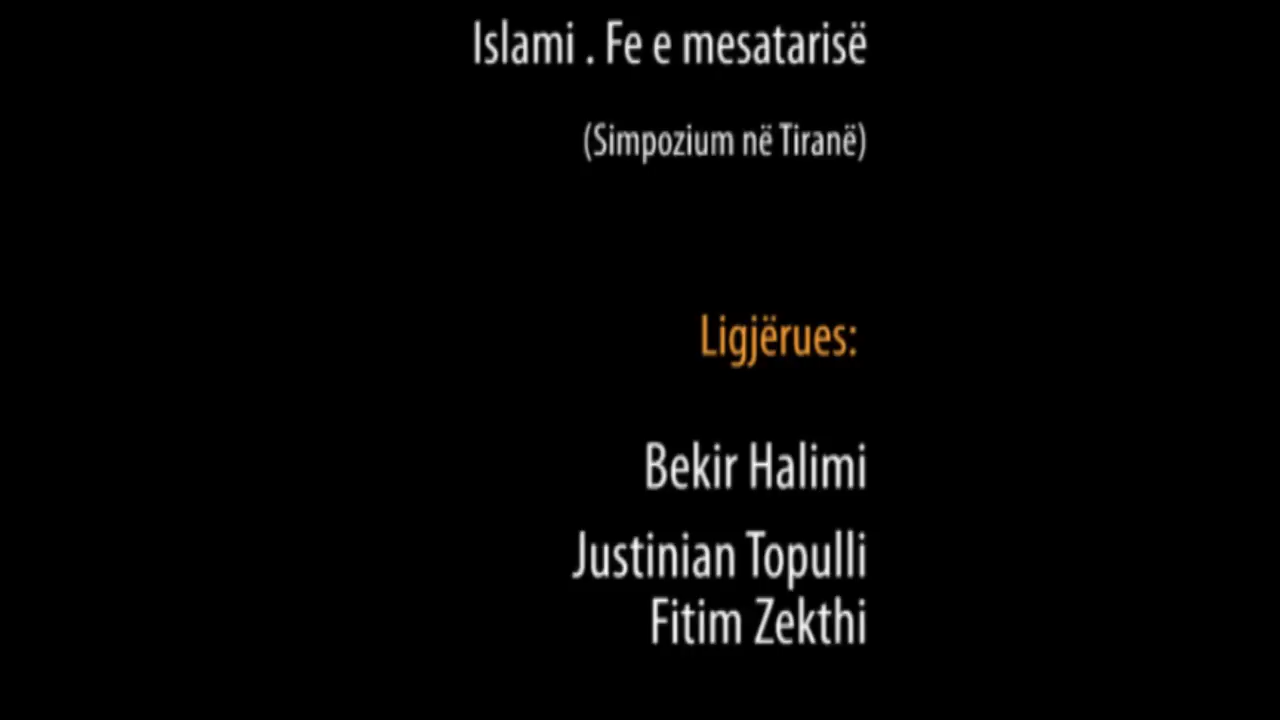 Islami . Fe e mesatarisë
(Simpozium në Tiranë)
Ligjërues:
Bekir Halimi
Justinian Topulli
Fitim Zekthi